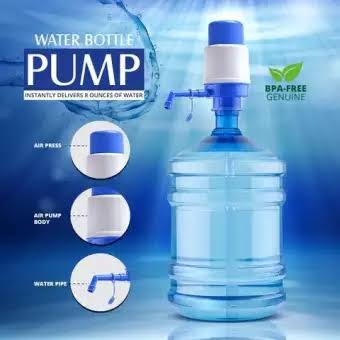 WATER BOTTLE
PUMP
INSTANTLY DELIVERS 8 OUNCES OF WATER
BPA-FREE
GENUINE
AIR PRESS
AIR PUMP
BODY
WATER PIPE